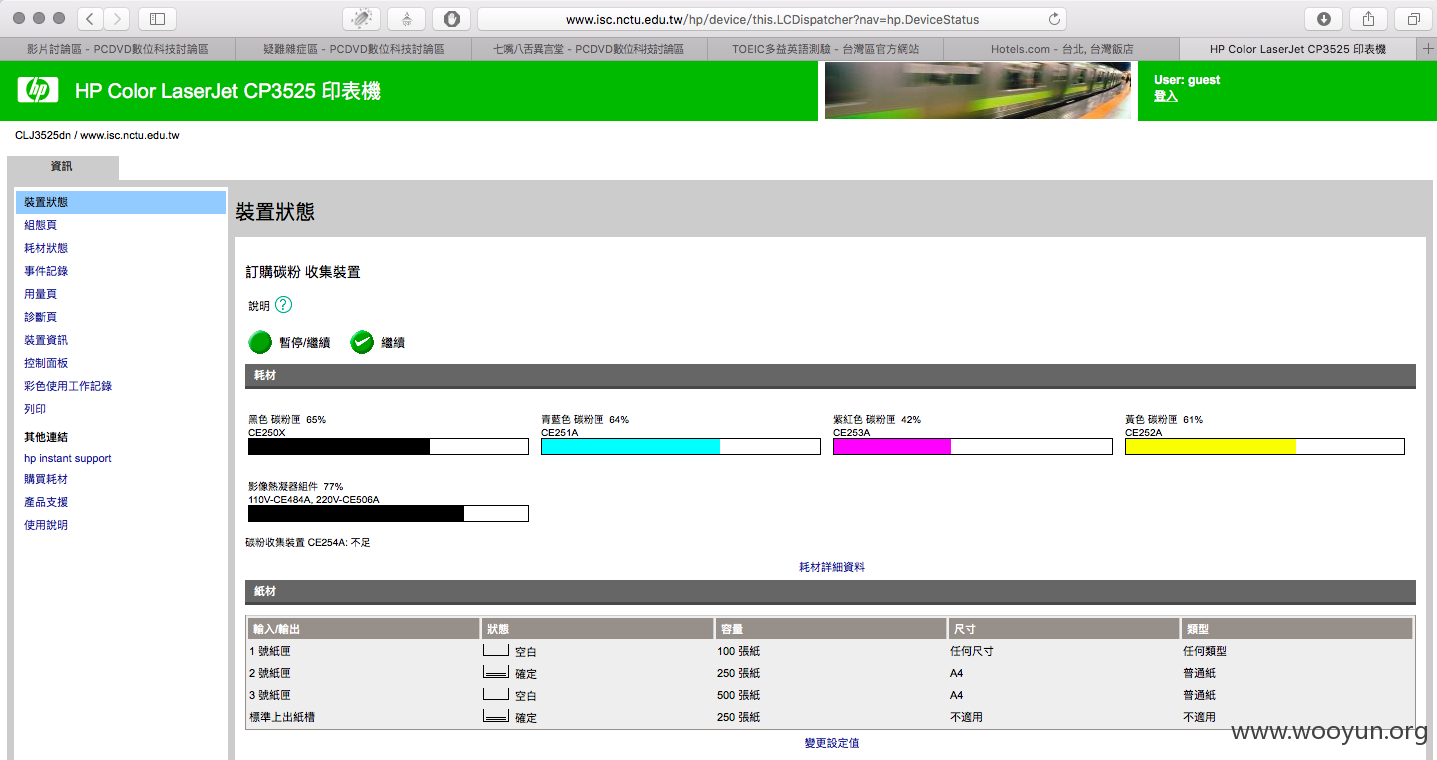 www.isc.nctu.edu.tw/hp/device/this.LCDispatcher?nav=hp.DeviceStatus
影片討論區 - PCDVD數位科技討論區
疑難雜症區 - PCDVD數位科技討論區
七嘴八舌異言堂 - PCDVD數位科技討論區
TOEIC多益英語測驗 - 台灣區官方網站
Hotels.com - 台北, 台灣飯店
HP Color LaserJet CP3525 印表機
hp
HP Color LaserJet CP3525 印表機
User: guest
登入
CLJ3525dn / www.isc.nctu.edu.tw
資訊
裝置狀態
組態頁
耗材狀態
事件記錄
用量頁
診斷頁
裝置資訊
控制面板
彩色使用工作記錄
列印
其他連結
hp instant support
購買耗材
產品支援
使用說明
裝置狀態
訂購碳粉 收集裝置
說明 ?
暫停/繼續 繼續
耗材
黑色 碳粉匣 65%
CE250X
青藍色 碳粉匣 64%
CE251A
紫紅色 碳粉匣 42%
CE253A
黃色 碳粉匣 61%
CE252A
影像熱凝器組件 77%
110V-CE484A, 220V-CE506A
碳粉收集裝置 CE254A: 不足
耗材詳細資料
紙材
輸入/輸出 狀態 容量 尺寸 類型
1 號紙匣 空白 100 張紙 任何尺寸 任何類型
2 號紙匣 確定 250 張紙 A4 普通紙
3 號紙匣 空白 500 張紙 A4 普通紙
標準上出紙槽 確定 250 張紙 不適用 不適用
變更設定值
www.wooyun.org